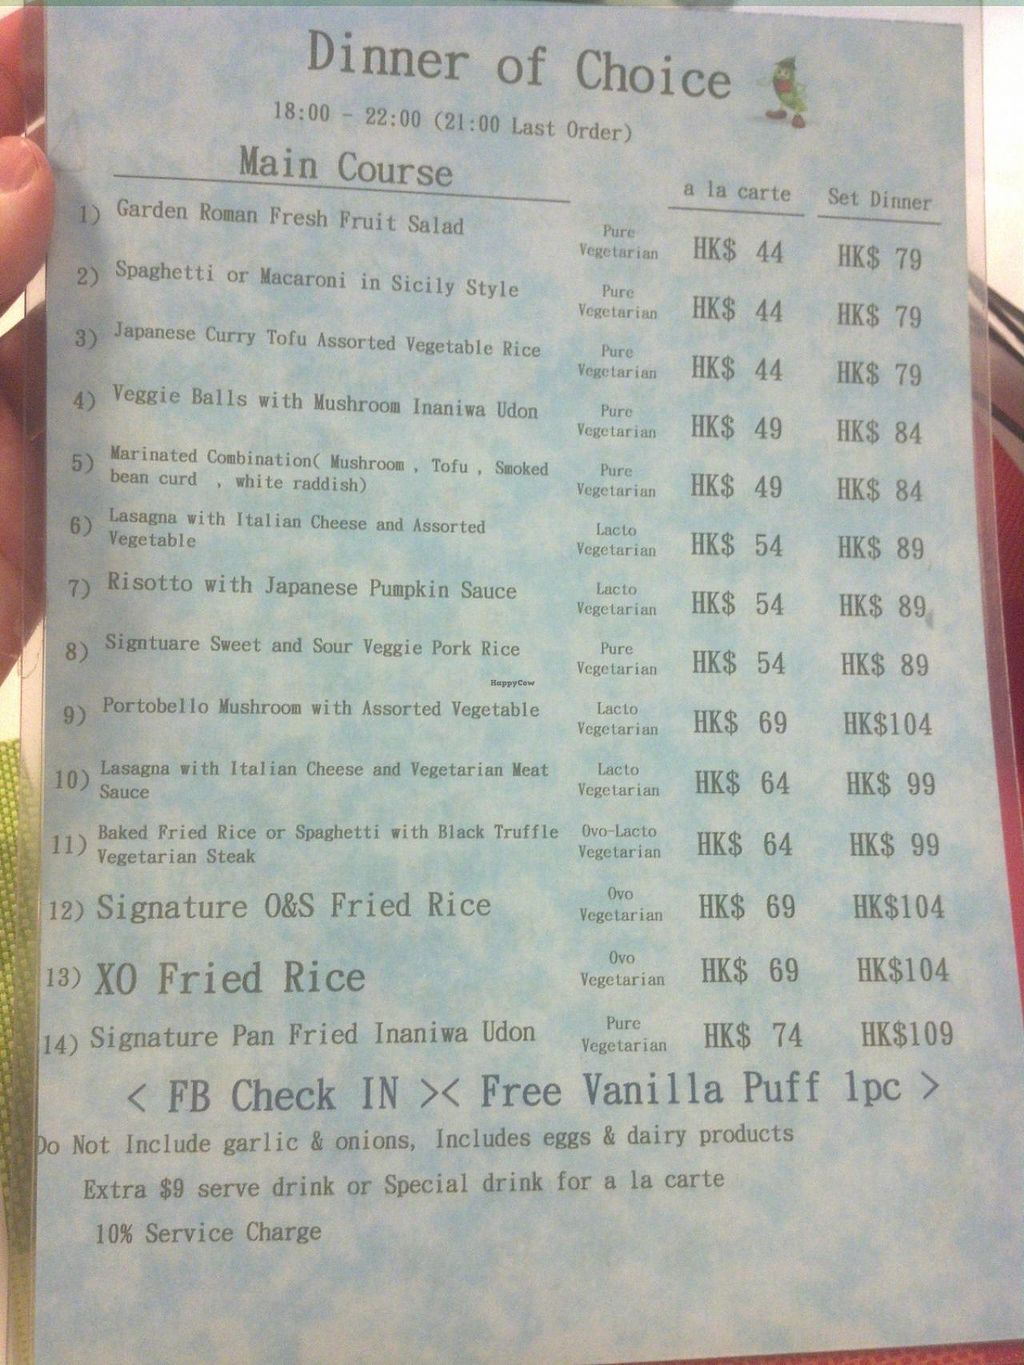 Dinner of Choice
18:00 - 22:00 (21:00 Last Order)
Main Course
a la carte
Set Dinner
1) Garden Roman Fresh Fruit Salad Pure Vegetarian HK$ 44 HK$ 79
2) Spaghetti or Macaroni in Sicily Style Pure Vegetarian HK$ 44 HK$ 79
3) Japanese Curry Tofu Assorted Vegetable Rice Pure Vegetarian HK$ 44 HK$ 79
4) Veggie Balls with Mushroom Inaniwa Udon Pure Vegetarian HK$ 49 HK$ 84
5) Marinated Combination( Mushroom , Tofu , Smoked
bean curd , white raddish) Pure Vegetarian HK$ 49 HK$ 84
6) Lasagna with Italian Cheese and Assorted
Vegetable Lacto Vegetarian HK$ 54 HK$ 89
7) Risotto with Japanese Pumpkin Sauce Lacto Vegetarian HK$ 54 HK$ 89
8) Signtuare Sweet and Sour Veggie Pork Rice Pure Vegetarian HK$ 54 HK$ 89
HappyCow
9) Portobello Mushroom with Assorted Vegetable Lacto Vegetarian HK$ 69 HK$104
10) Lasagna with Italian Cheese and Vegetarian Meat
Sauce Lacto Vegetarian HK$ 64 HK$ 99
11) Baked Fried Rice or Spaghetti with Black Truffle
Vegetarian Steak Ovo-Lacto Vegetarian HK$ 64 HK$ 99
12) Signature O&S Fried Rice Ovo Vegetarian HK$ 69 HK$104
13) XO Fried Rice Ovo Vegetarian HK$ 69 HK$104
14) Signature Pan Fried Inaniwa Udon Pure Vegetarian HK$ 74 HK$109
< FB Check IN >< Free Vanilla Puff 1pc >
Do Not Include garlic & onions, Includes eggs & dairy products
Extra $9 serve drink or Special drink for a la carte
10% Service Charge